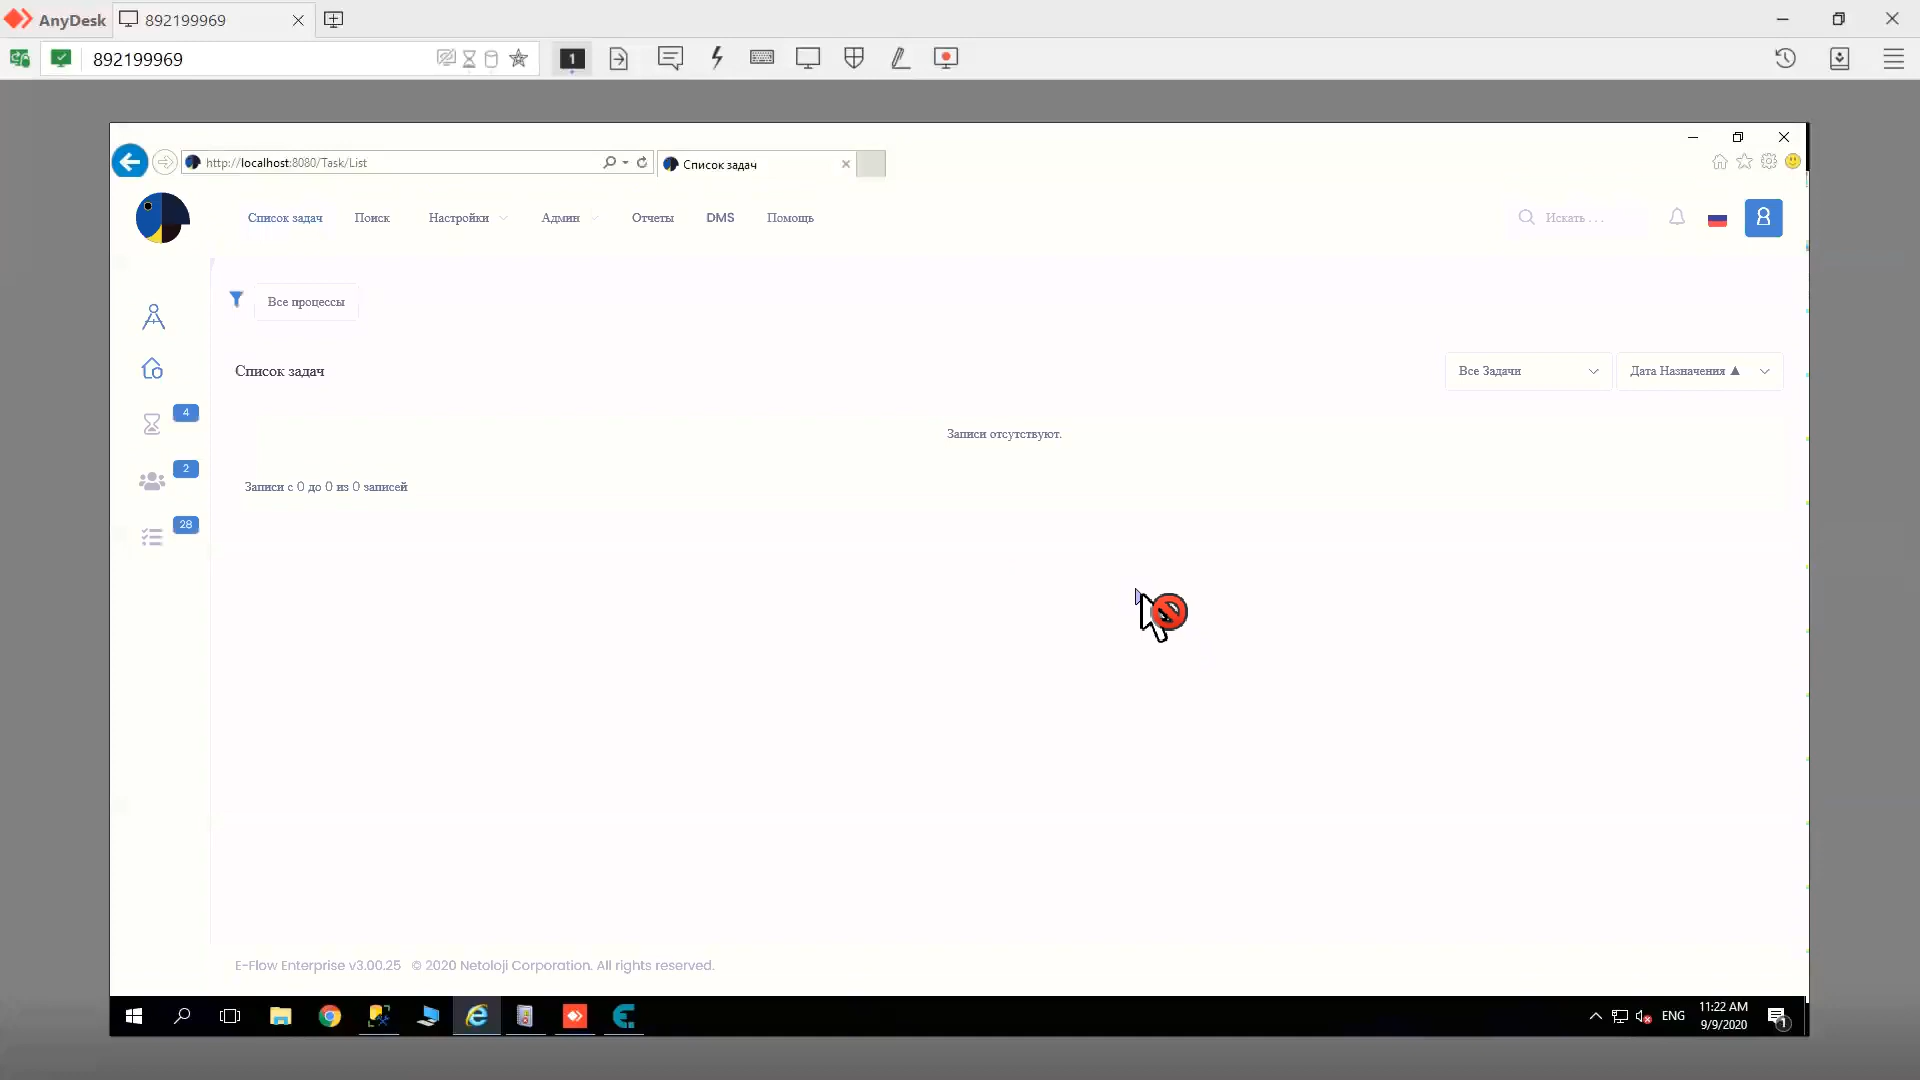 AnyDesk
892199969
892199969
1
http://localhost:8080/Task/List
Список задач
Список задач
Поиск
Настройки
Админ
Отчеты
DMS
Помощь
Искать . . .
Все процессы
Список задач
Все Задачи
Дата Назначения ▲
4
Записи отсутствуют.
2
Записи с 0 до 0 из 0 записей
28
E-Flow Enterprise v3.00.25 © 2020 Netoloji Corporation. All rights reserved.
ENG
11:22 AM
9/9/2020
1